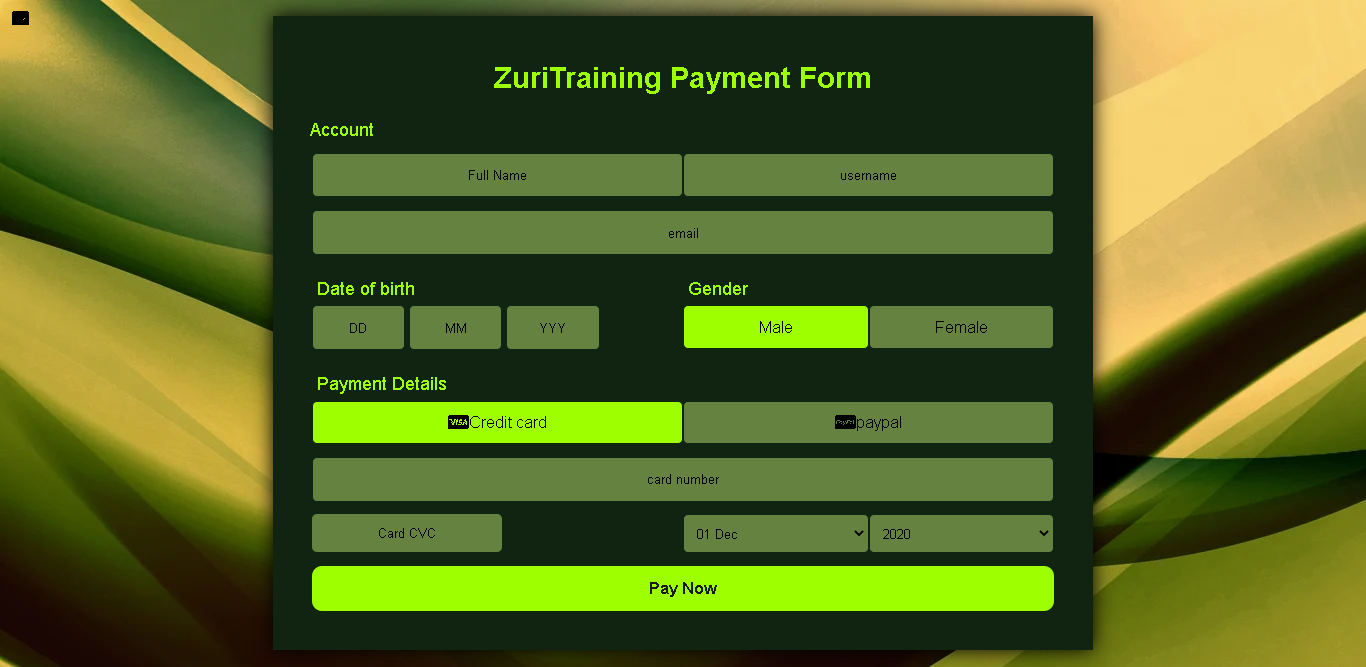 ZuriTraining Payment Form
Account
Full Name username
email
Date of birth Gender
DD MM YYY Male Female
Payment Details
VISA Credit card PayPal paypal
card number
Card CVC 01 Dec 2020
Pay Now